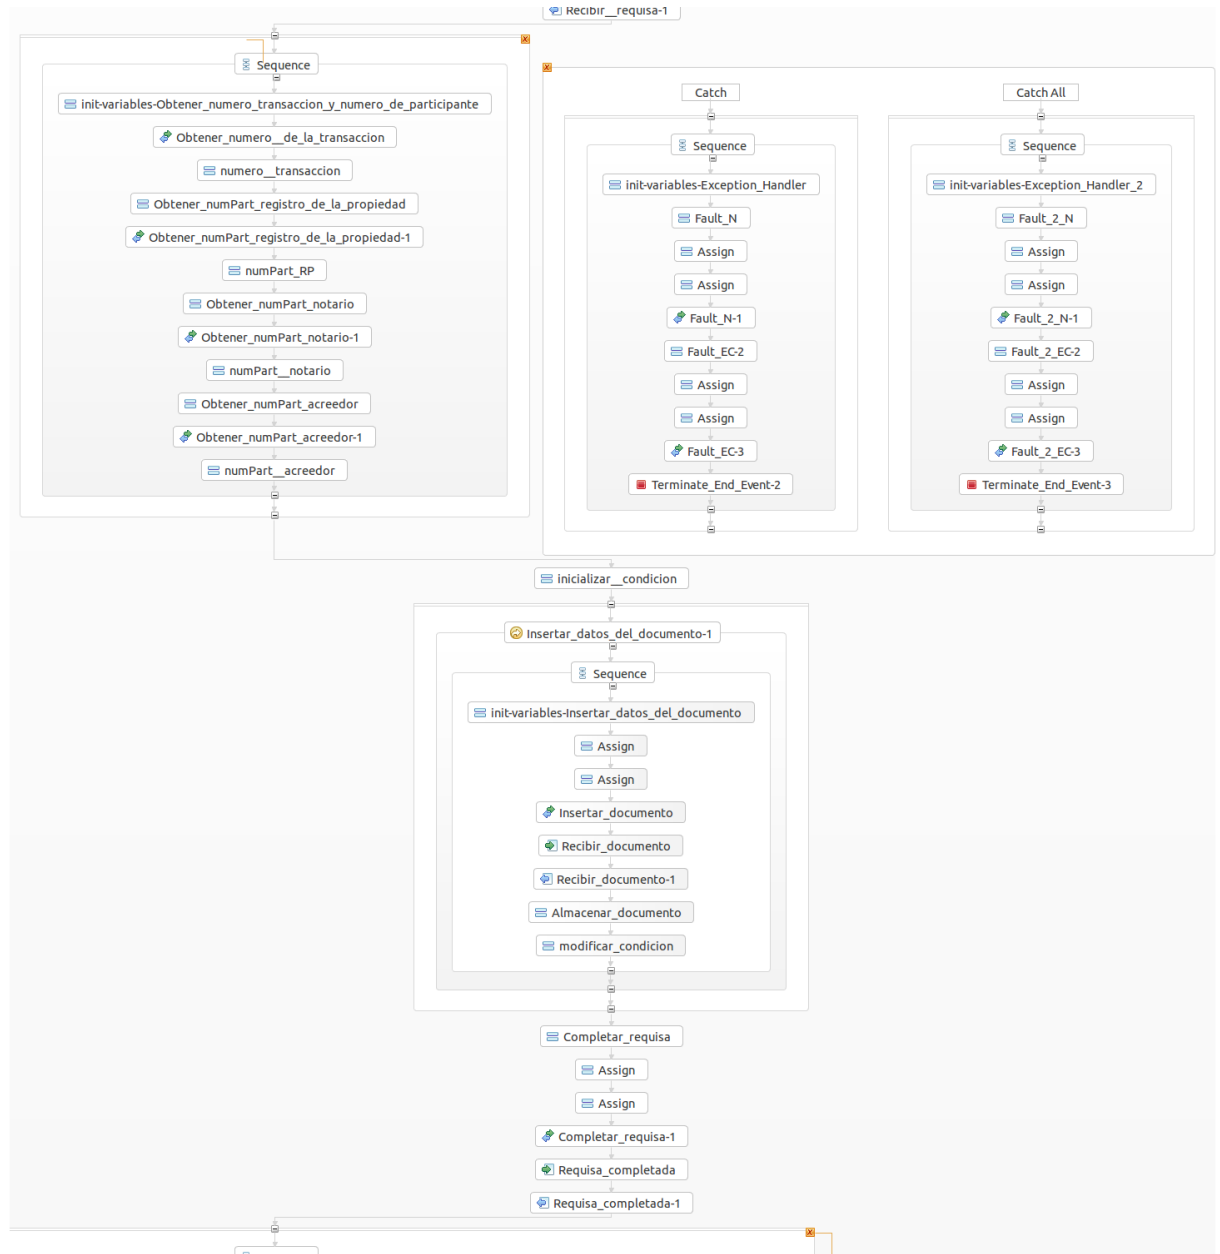 Recibir__requisa-1
Sequence
init-variables-Obtener_numero_transaccion_y_numero_de_participante
Obtener_numero__de_la_transaccion
numero__transaccion
Obtener_numPart_registro_de_la_propiedad
Obtener_numPart_registro_de_la_propiedad-1
numPart_RP
Obtener_numPart_notario
Obtener_numPart_notario-1
numPart__notario
Obtener_numPart_acreedor
Obtener_numPart_acreedor-1
numPart__acreedor
Catch
Sequence
init-variables-Exception_Handler
Fault_N
Assign
Assign
Fault_N-1
Fault_EC-2
Assign
Assign
Fault_EC-3
Terminate_End_Event-2
Catch All
Sequence
init-variables-Exception_Handler_2
Fault_2_N
Assign
Assign
Fault_2_N-1
Fault_2_EC-2
Assign
Assign
Fault_2_EC-3
Terminate_End_Event-3
inicializar__condicion
Insertar_datos_del_documento-1
Sequence
init-variables-Insertar_datos_del_documento
Assign
Assign
Insertar_documento
Recibir_documento
Recibir_documento-1
Almacenar_documento
modificar_condicion
Completar_requisa
Assign
Assign
Completar_requisa-1
Requisa_completada
Requisa_completada-1